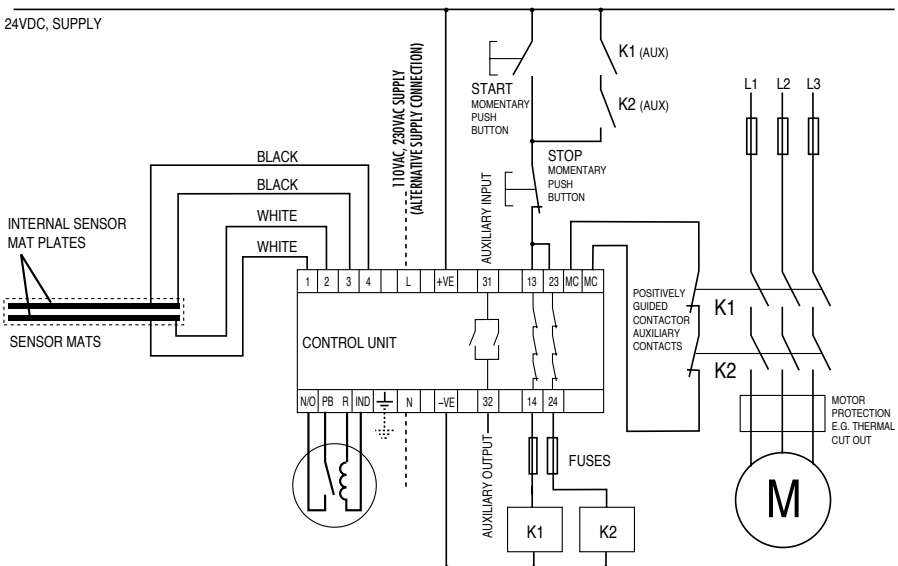 24VDC, SUPPLY
K1 (AUX)
START
MOMENTARY
PUSH
BUTTON
K2 (AUX)
L1 L2 L3
110VAC, 230VAC SUPPLY
(ALTERNATIVE SUPPLY CONNECTION)
BLACK
BLACK
WHITE
WHITE
STOP
MOMENTARY
PUSH
BUTTON
AUXILIARY INPUT
INTERNAL SENSOR
MAT PLATES
SENSOR MATS
1 2 3 4 L +VE 31 13 23 MC MC
CONTROL UNIT
POSITIVELY
GUIDED
CONTACTOR
AUXILIARY
CONTACTS
K1
K2
N/O PB R IND N –VE 32 14 24
MOTOR
PROTECTION
E.G. THERMAL
CUT OUT
AUXILIARY OUTPUT
FUSES
K1 K2
M